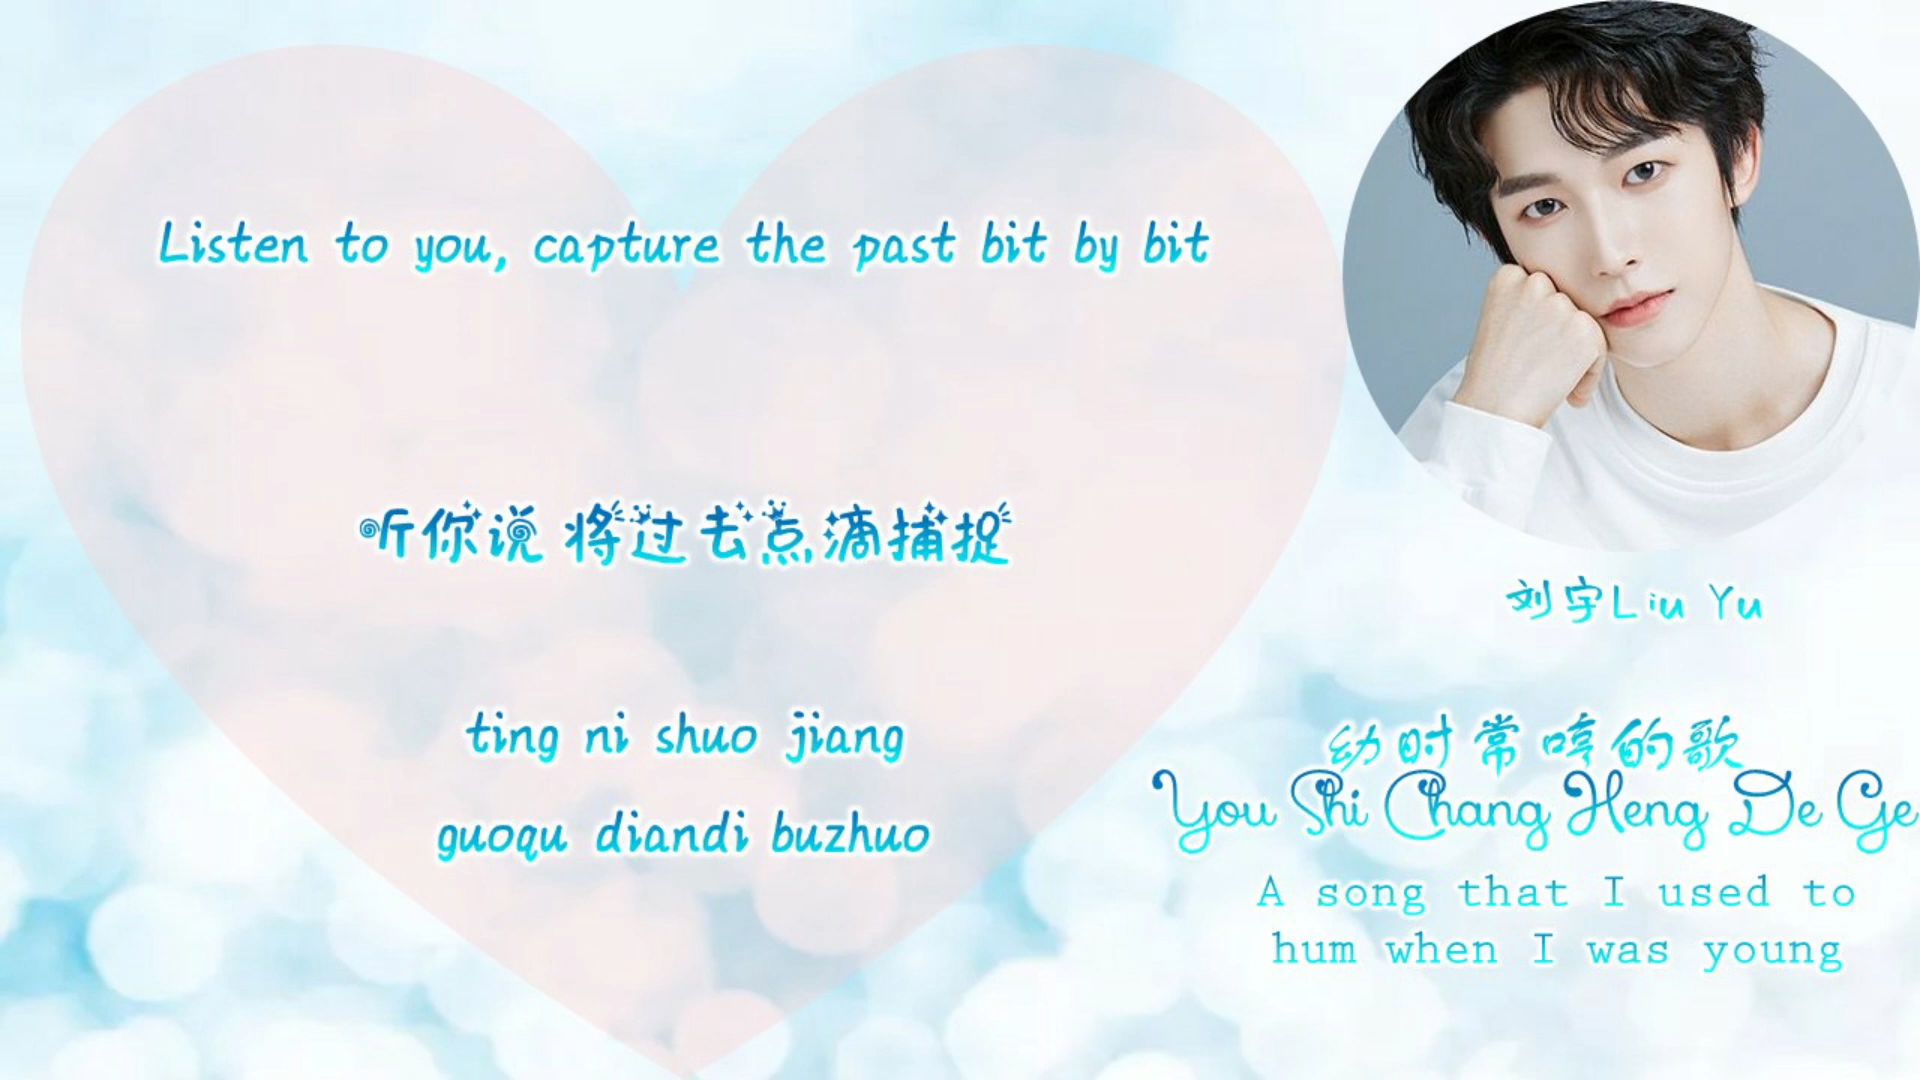 Listen to you, capture the past bit by bit
听你说 将过去点滴捕捉
ting ni shuo jiang
guoqu diandi buzhuo
刘宇Liu Yu
幼时常哼的歌
You Shi Chang Heng De Ge
A song that I used to
hum when I was young